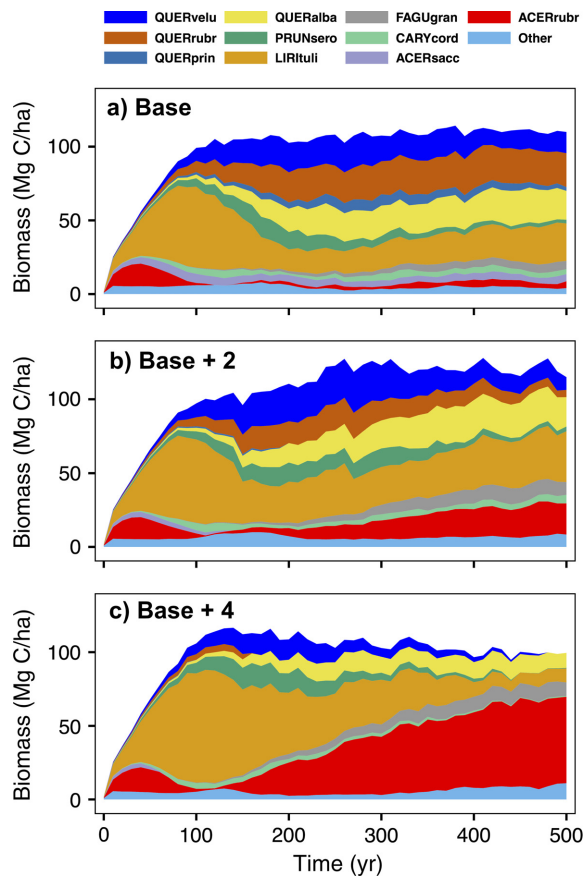 QUERvelu QUERalba FAGUgran ACERrubr
QUERrubr PRUNsero CARYcord Other
QUERprin LIRItuli ACERsacc
a) Base
100
50
0
Biomass (Mg C/ha)
b) Base + 2
100
50
0
Biomass (Mg C/ha)
c) Base + 4
100
50
0
Biomass (Mg C/ha)
0 100 200 300 400 500
Time (yr)